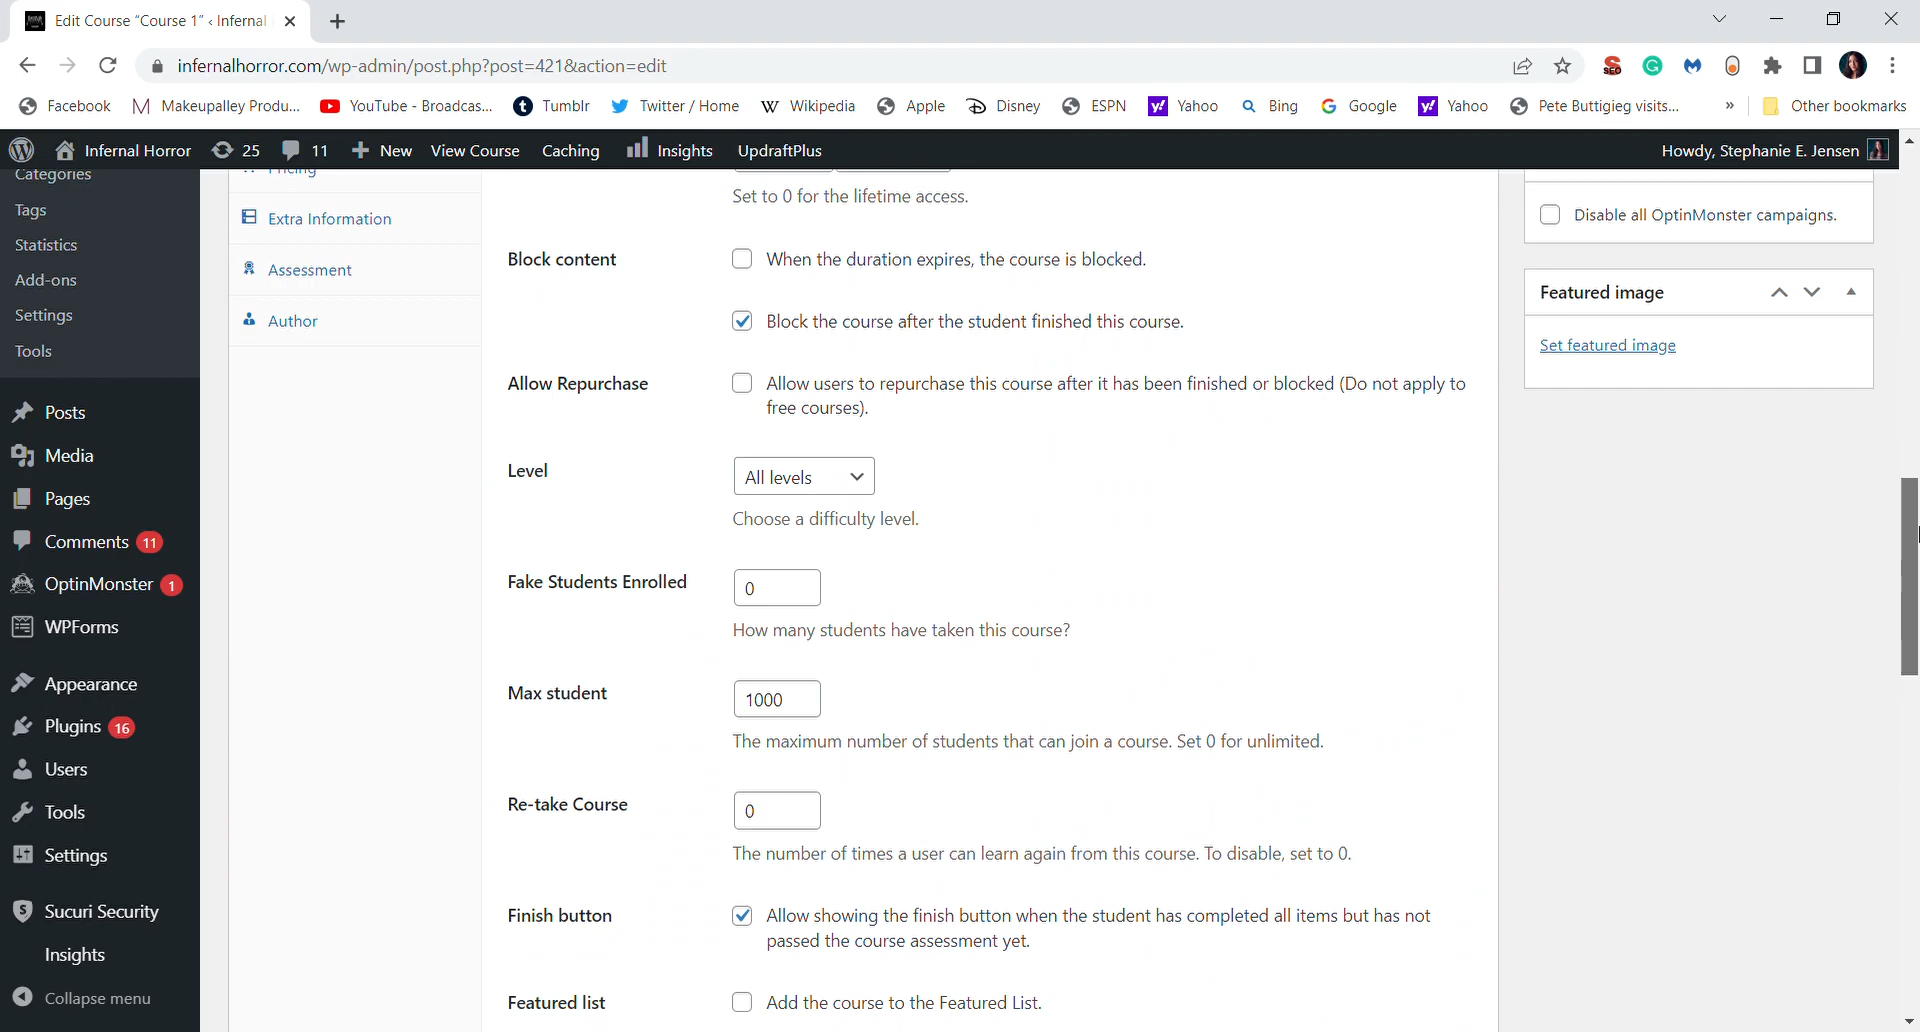 Edit Course “Course 1” ‹ Infernal
infernalhorror.com/wp-admin/post.php?post=421&action=edit
Facebook
Makeupalley Produ...
YouTube - Broadcas...
Tumblr
Twitter / Home
Wikipedia
Apple
Disney
ESPN
Yahoo
Bing
Google
Yahoo
Pete Buttigieg visits...
»
Other bookmarks
Infernal Horror
25
11
New
View Course
Caching
Insights
UpdraftPlus
Howdy, Stephanie E. Jensen
Categories
Tags
Statistics
Add-ons
Settings
Tools
Posts
Media
Pages
Comments 11
OptinMonster 1
WPForms
Appearance
Plugins 16
Users
Tools
Settings
Sucuri Security
Insights
Collapse menu
Pricing
Extra Information
Assessment
Author
Set to 0 for the lifetime access.
Block content
When the duration expires, the course is blocked.
Block the course after the student finished this course.
Allow Repurchase
Allow users to repurchase this course after it has been finished or blocked (Do not apply to
free courses).
Level
All levels
Choose a difficulty level.
Fake Students Enrolled
0
How many students have taken this course?
Max student
1000
The maximum number of students that can join a course. Set 0 for unlimited.
Re-take Course
0
The number of times a user can learn again from this course. To disable, set to 0.
Finish button
Allow showing the finish button when the student has completed all items but has not
passed the course assessment yet.
Featured list
Add the course to the Featured List.
Disable all OptinMonster campaigns.
Featured image
Set featured image